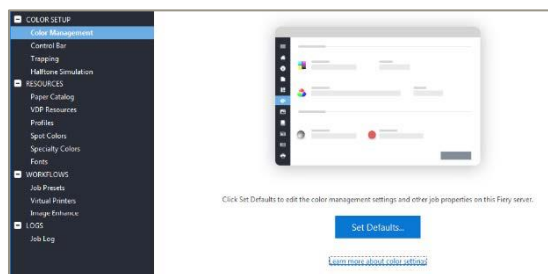 COLOR SETUP
Color Management
Control Bar
Trapping
Halftone Simulation
RESOURCES
Paper Catalog
VDP Resources
Profiles
Spot Colors
Specialty Colors
Fonts
WORKFLOWS
Job Presets
Virtual Printers
Image Enhance
LOGS
Job Log
Click Set Defaults to edit the color management settings and other job properties on this Fiery server.
Set Defaults...
Learn more about color settings